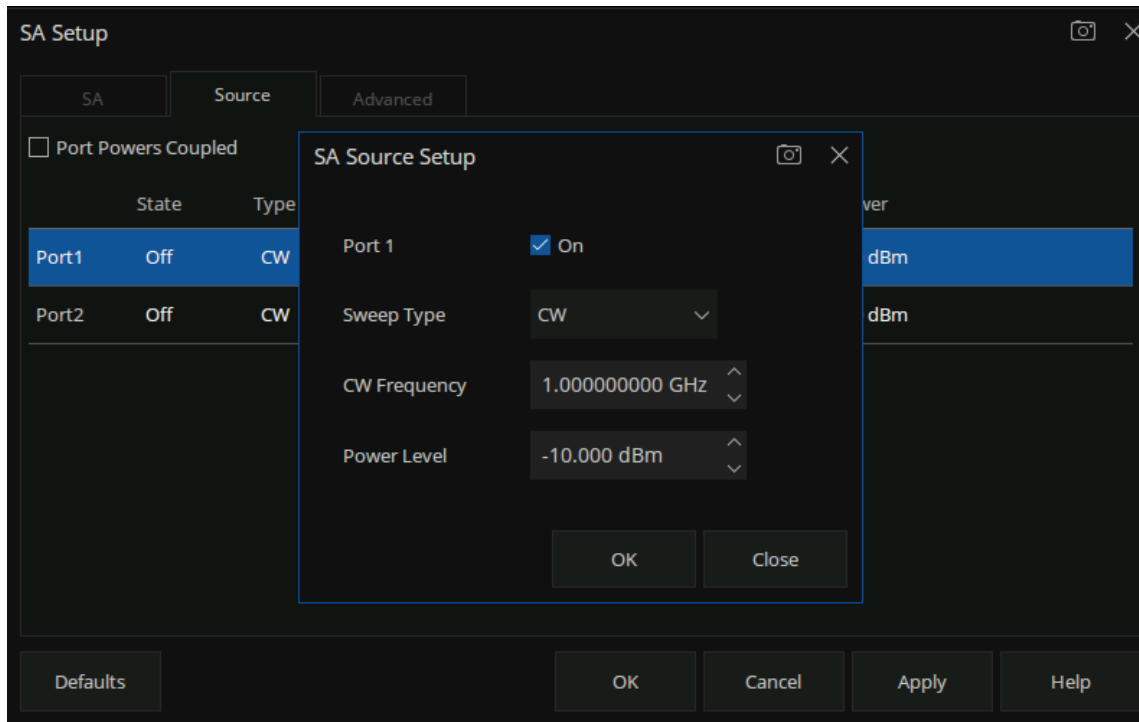 SA Setup
SA Source Advanced
Port Powers Coupled
State Type
Port1 Off CW dBm
Port2 Off CW dBm
SA Source Setup
Port 1 On
Sweep Type CW
CW Frequency 1.000000000 GHz
Power Level -10.000 dBm
OK Close
Defaults OK Cancel Apply Help